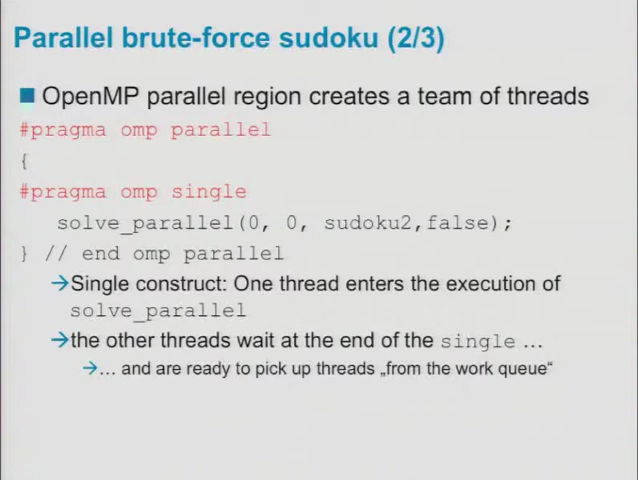 Parallel brute-force sudoku (2/3)
OpenMP parallel region creates a team of threads
#pragma omp parallel
{
#pragma omp single
solve_parallel(0, 0, sudoku2,false);
} // end omp parallel
→Single construct: One thread enters the execution of
solve_parallel
→the other threads wait at the end of the single …
→… and are ready to pick up threads „from the work queue“